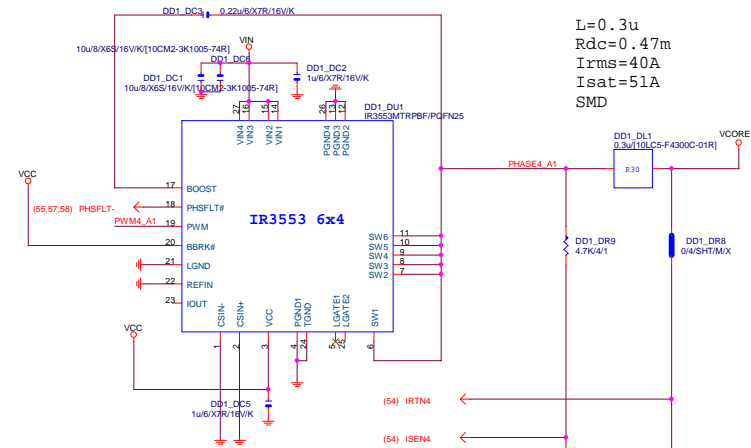 DD1_DC3 0.22u/6/X7R/16V/K
L=0.3u
Rdc=0.47m
Irms=40A
Isat=51A
SMD
VIN
10u/8/X6S/16V/K/[10CM2-3K1005-74R]
DD1_DC6
DD1_DC1
10u/8/X6S/16V/K/[10CM2-3K1005-74R]
DD1_DC2
1u/6/X7R/16V/K
DD1_DU1
IR3553MTRPBF/PQFN25
27 16 15 14
VIN4 VIN3 VIN2 VIN1
26 13 12
PGND4 PGND3 PGND2
DD1_DL1
0.3u/[10LC5-F4300C-01R]
VCORE
PHASE4_A1
R30
VCC
17 BOOST
(55,57,58) PHSFLT- 18 PHSFLT#
PWM4_A1 19 PWM
20 BBRK#
21 LGND
22 REFIN
23 IOUT
IR3553 6x4
SW6 11
SW5 10
SW4 9
SW3 8
SW2 7
DD1_DR9
4.7K/4/1
DD1_DR8
0/4/SHT/M/X
CSIN- CSIN+ VCC PGND1 TGND LGATE1 LGATE2 SW1
1 2 3 4 24 5 25 6
VCC
DD1_DC5
1u/6/X7R/16V/K
(54) IRTN4
(54) ISEN4